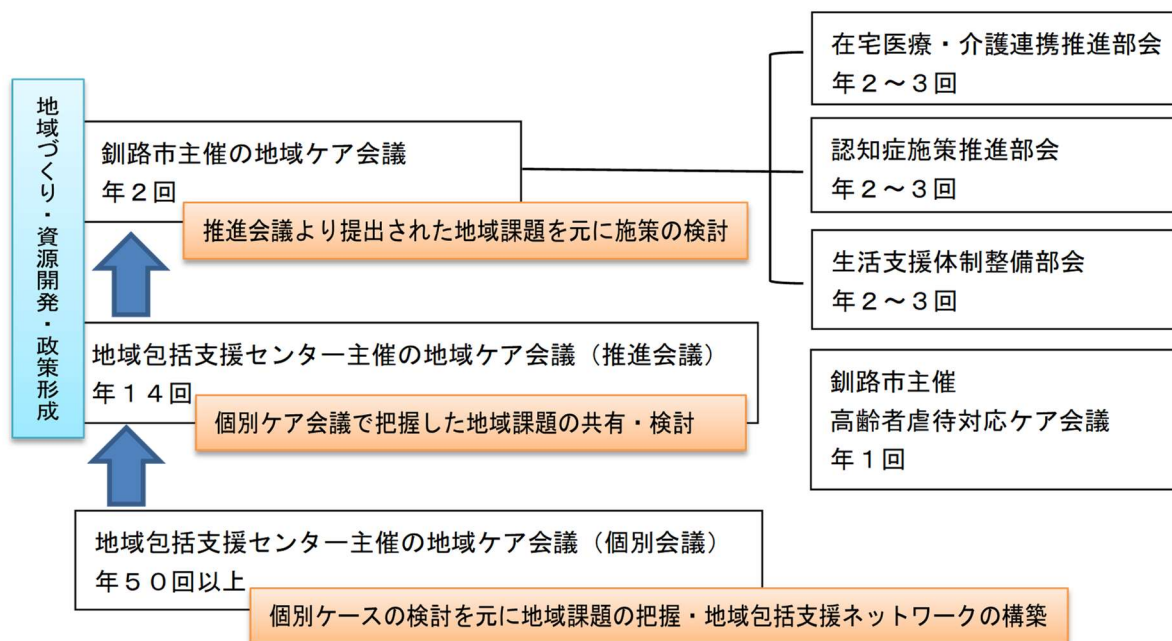 地域づくり・資源開発・政策形成
釧路市主催の地域ケア会議
年２回
推進会議より提出された地域課題を元に施策の検討
地域包括支援センター主催の地域ケア会議（推進会議）
年１４回
個別ケア会議で把握した地域課題の共有・検討
地域包括支援センター主催の地域ケア会議（個別会議）
年５０回以上
個別ケースの検討を元に地域課題の把握・地域包括支援ネットワークの構築
在宅医療・介護連携推進部会
年２～３回
認知症施策推進部会
年２～３回
生活支援体制整備部会
年２～３回
釧路市主催
高齢者虐待対応ケア会議
年１回